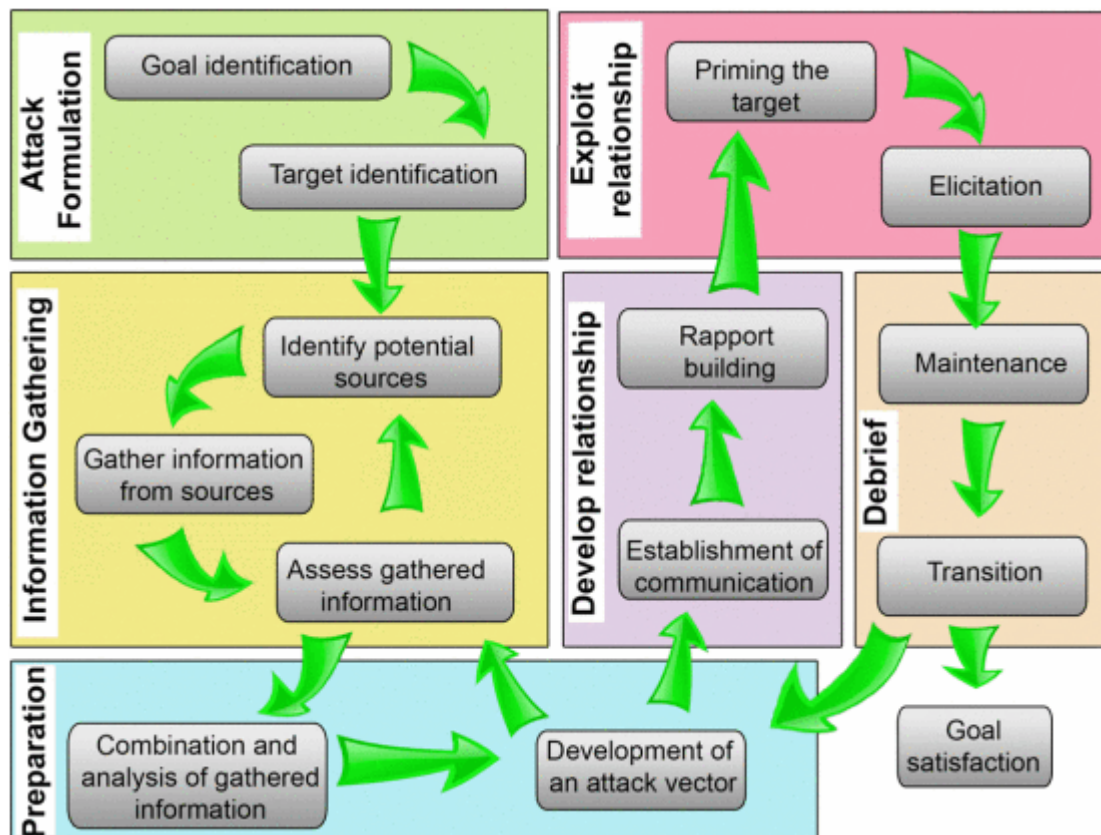 Attack
Formulation
Goal identification
Target identification
Information Gathering
Identify potential
sources
Gather information
from sources
Assess gathered
information
Preparation
Combination and
analysis of gathered
information
Development of
an attack vector
Develop relationship
Establishment of
communication
Rapport
building
Exploit
relationship
Priming the
target
Elicitation
Debrief
Maintenance
Transition
Goal
satisfaction